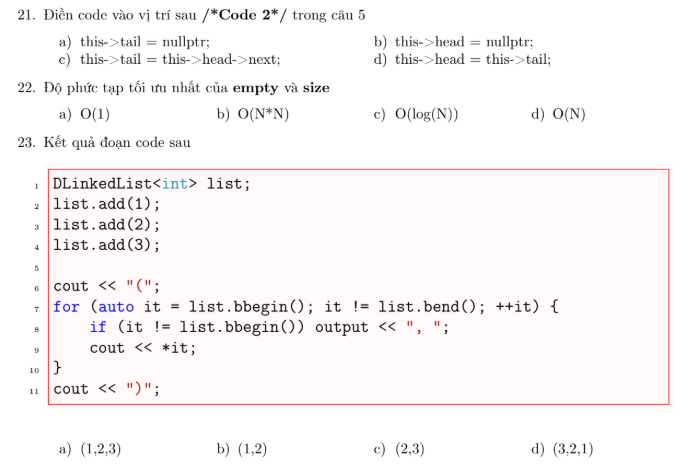 21. Điền code vào vị trí sau /*Code 2*/ trong câu 5
a) this->tail = nullptr; b) this->head = nullptr;
c) this->tail = this->head->next; d) this->head = this->tail;
22. Độ phức tạp tối ưu nhất của empty và size
a) O(1) b) O(N*N) c) O(log(N)) d) O(N)
23. Kết quả đoạn code sau
1 DLinkedList<int> list;
2 list.add(1);
3 list.add(2);
4 list.add(3);
5
6 cout << "(";
7 for (auto it = list.bbegin(); it != list.bend(); ++it) {
8 if (it != list.bbegin()) output << ", ";
9 cout << *it;
10 }
11 cout << ")";
a) (1,2,3) b) (1,2) c) (2,3) d) (3,2,1)